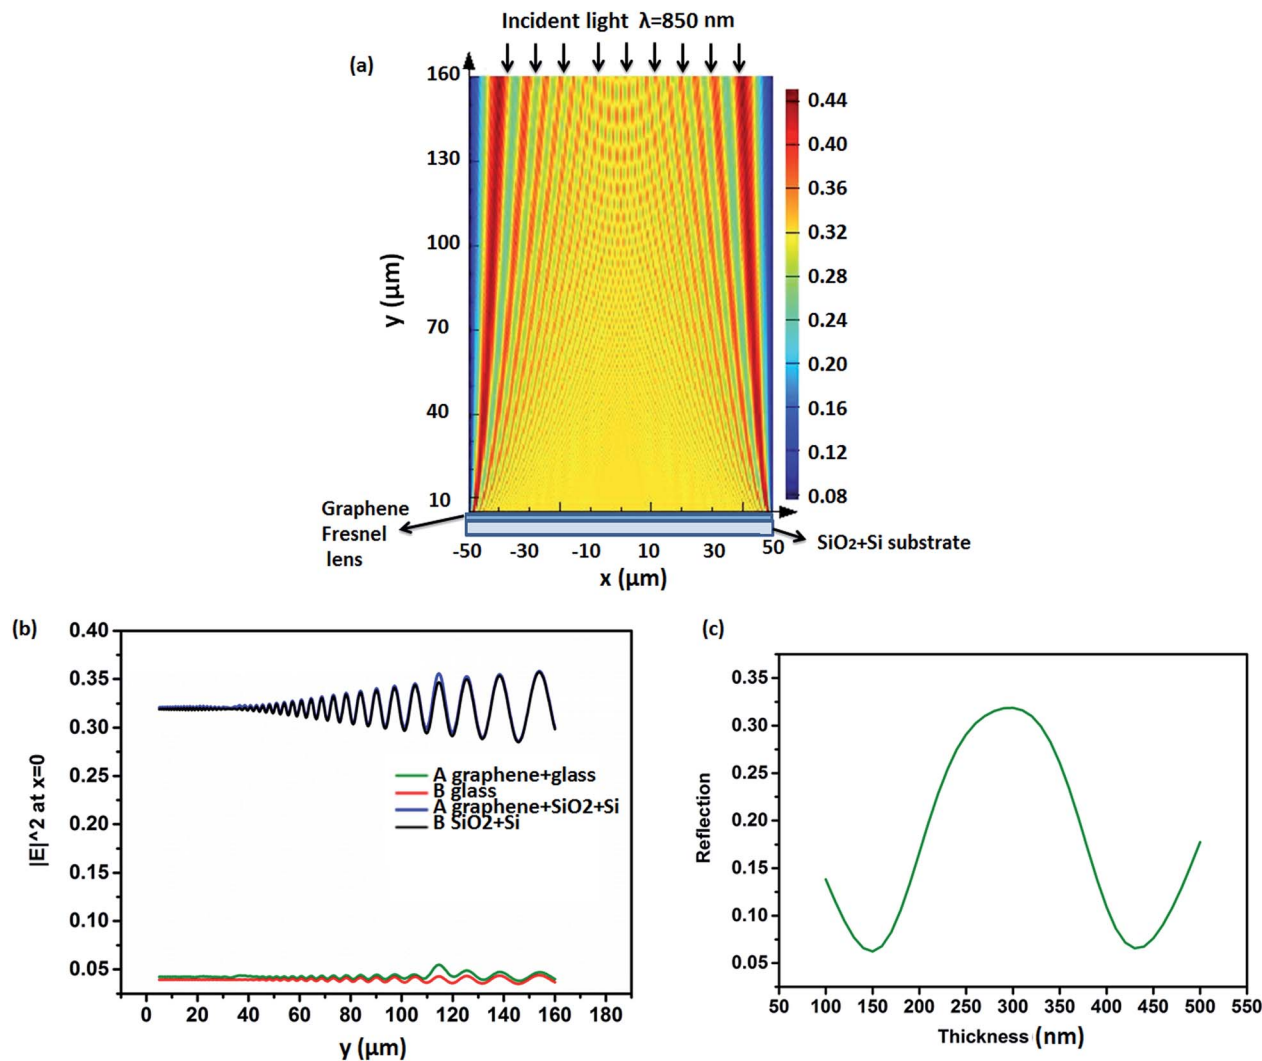 Incident light λ=850 nm
(a)
160
130
100
70
40
10
y (μm)
0.44
0.40
0.36
0.32
0.28
0.24
0.20
0.16
0.12
0.08
Graphene
Fresnel
lens
SiO2+Si substrate
-50 -30 -10 10 30 50
x (μm)
(b)
0.40
0.35
0.30
0.25
0.20
0.15
0.10
0.05
|E|^2 at x=0
A graphene+glass
B glass
A graphene+SiO2+Si
B SiO2+Si
0 20 40 60 80 100 120 140 160 180
y (μm)
(c)
0.35
0.30
0.25
0.20
0.15
0.10
0.05
Reflection
50 100 150 200 250 300 350 400 450 500 550
Thickness (nm)